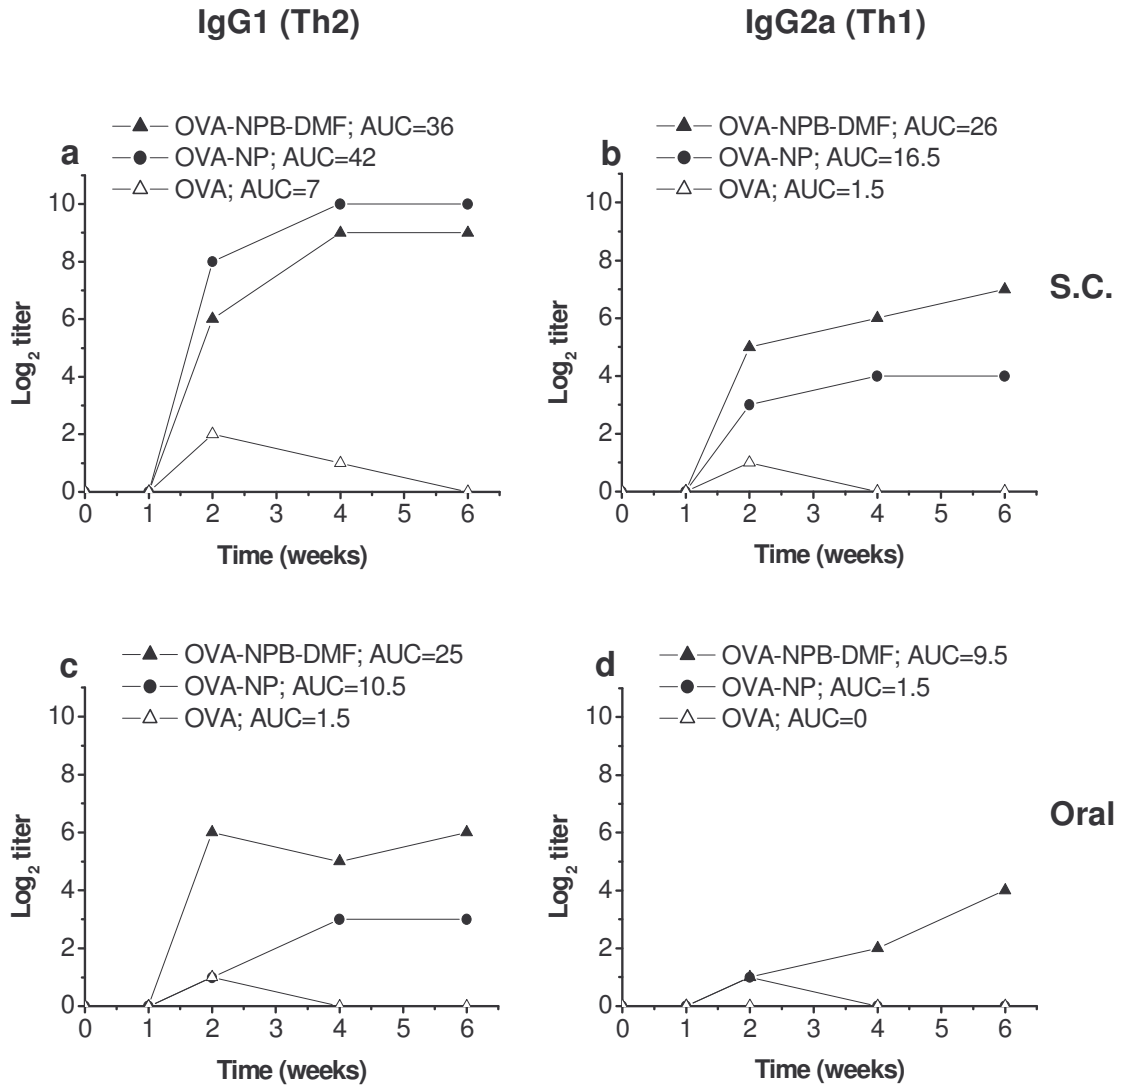 IgG1 (Th2)
IgG2a (Th1)
a
OVA-NPB-DMF; AUC=36
OVA-NP; AUC=42
OVA; AUC=7
10
8
6
4
2
0
Log2 titer
0 1 2 4 5 6
Time (weeks)
b
OVA-NPB-DMF; AUC=26
OVA-NP; AUC=16.5
OVA; AUC=1.5
10
8
6
4
2
0
Log2 titer
0 1 2 4 5 6
Time (weeks)
S.C.
c
OVA-NPB-DMF; AUC=25
OVA-NP; AUC=10.5
OVA; AUC=1.5
10
8
6
4
2
0
Log2 titer
0 1 2 4 5 6
Time (weeks)
d
OVA-NPB-DMF; AUC=9.5
OVA-NP; AUC=1.5
OVA; AUC=0
10
8
6
4
2
0
Log2 titer
0 1 2 4 5 6
Time (weeks)
Oral